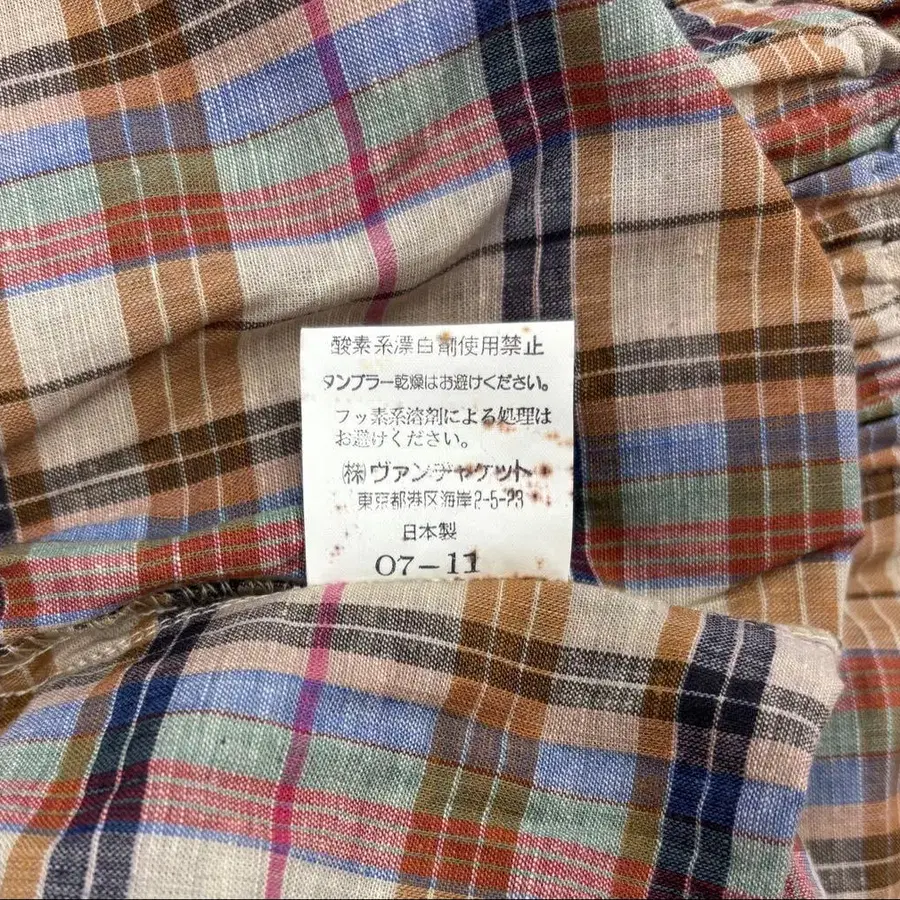 酸素系漂白剤使用禁止
タンブラー乾燥はお避けください。
フッ素系溶剤による処理は
お避けください。
㈱ヴァンヂャケット
東京都港区海岸2-5-23
日本製
07-11